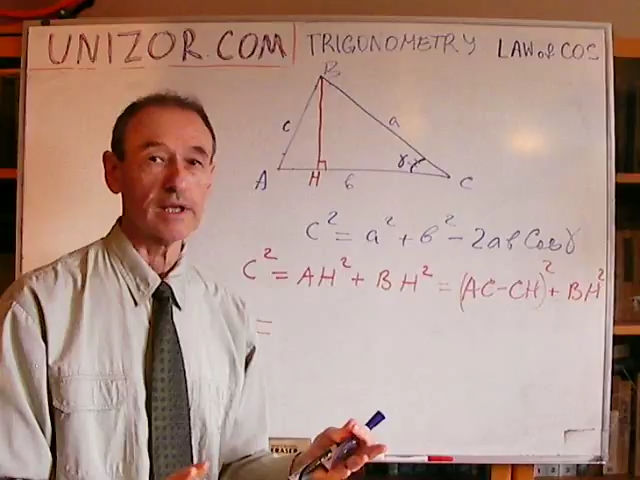 UNIZOR.COM | TRIGONOMETRY LAW of COS
B
c a
γ
A H b C
c² = a² + b² - 2ab Cos γ
c² = AH² + BH² = (AC-CH)² + BH²
=
ERASER